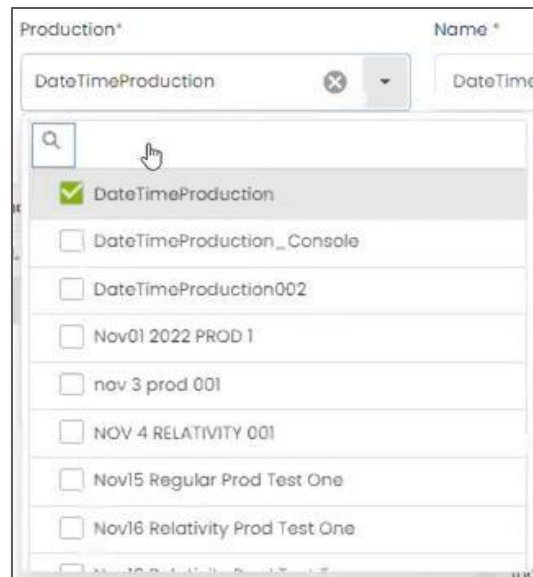 Production*
Name *
DateTimeProduction
DateTime
DateTimeProduction
DateTimeProduction_Console
DateTimeProduction002
Nov01 2022 PROD 1
nov 3 prod 001
NOV 4 RELATIVITY 001
Nov15 Regular Prod Test One
Nov16 Relativity Prod Test One